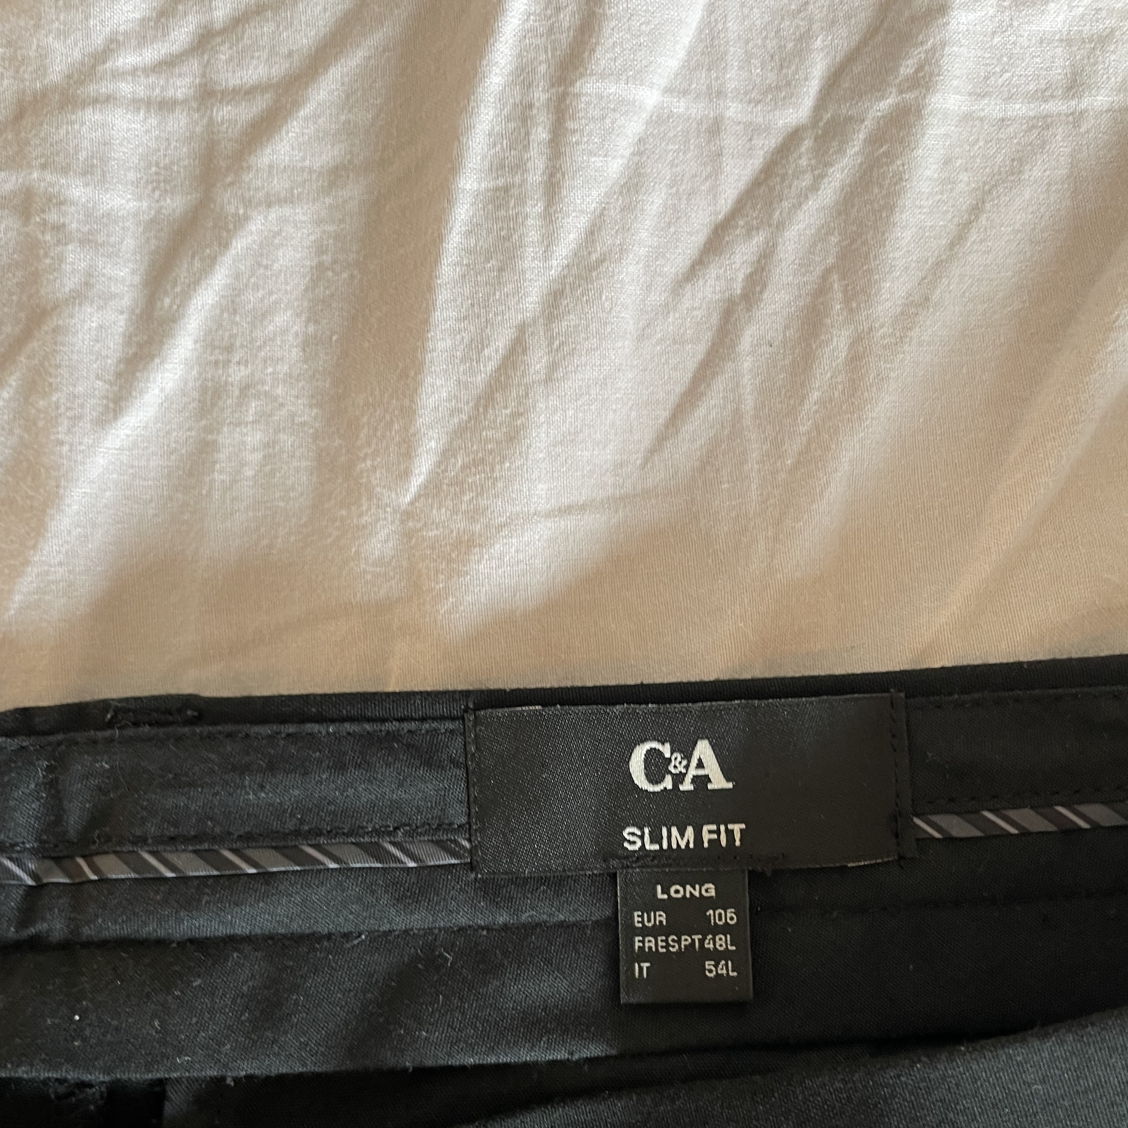 C&A
SLIM FIT
LONG
EUR 106
FRESPT48L
IT 54L